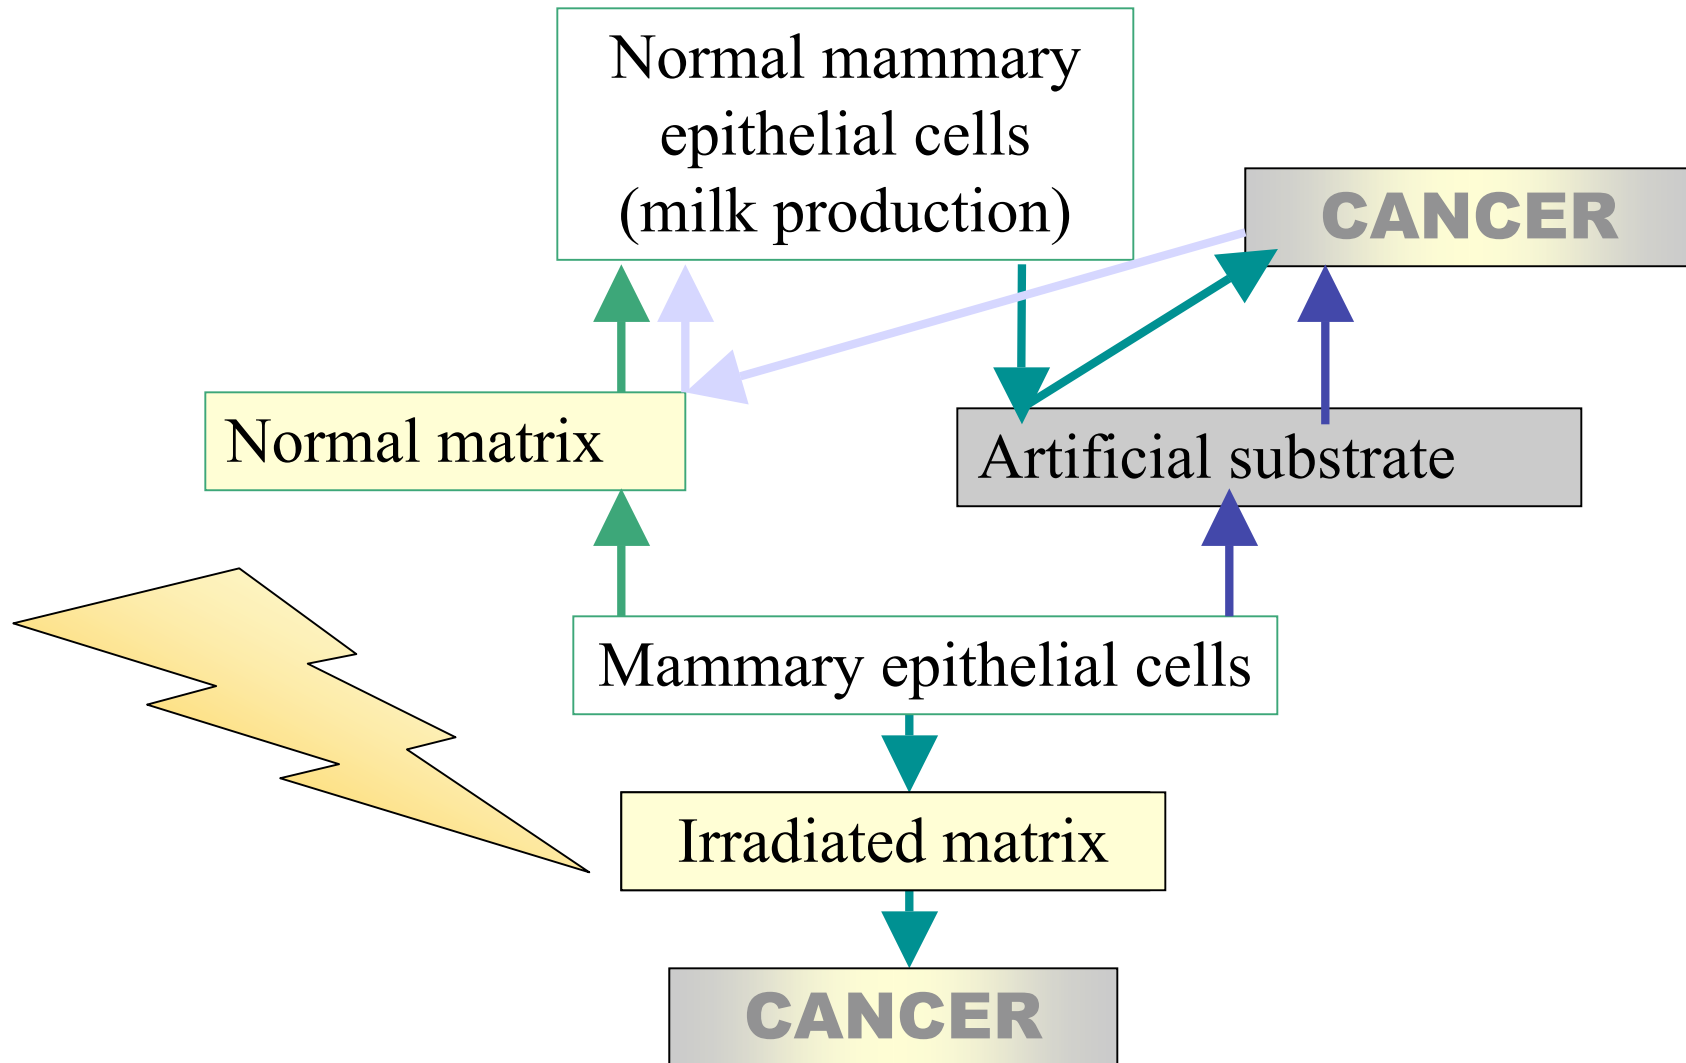 Normal mammary
epithelial cells
(milk production)
CANCER
Normal matrix
Artificial substrate
Mammary epithelial cells
Irradiated matrix
CANCER